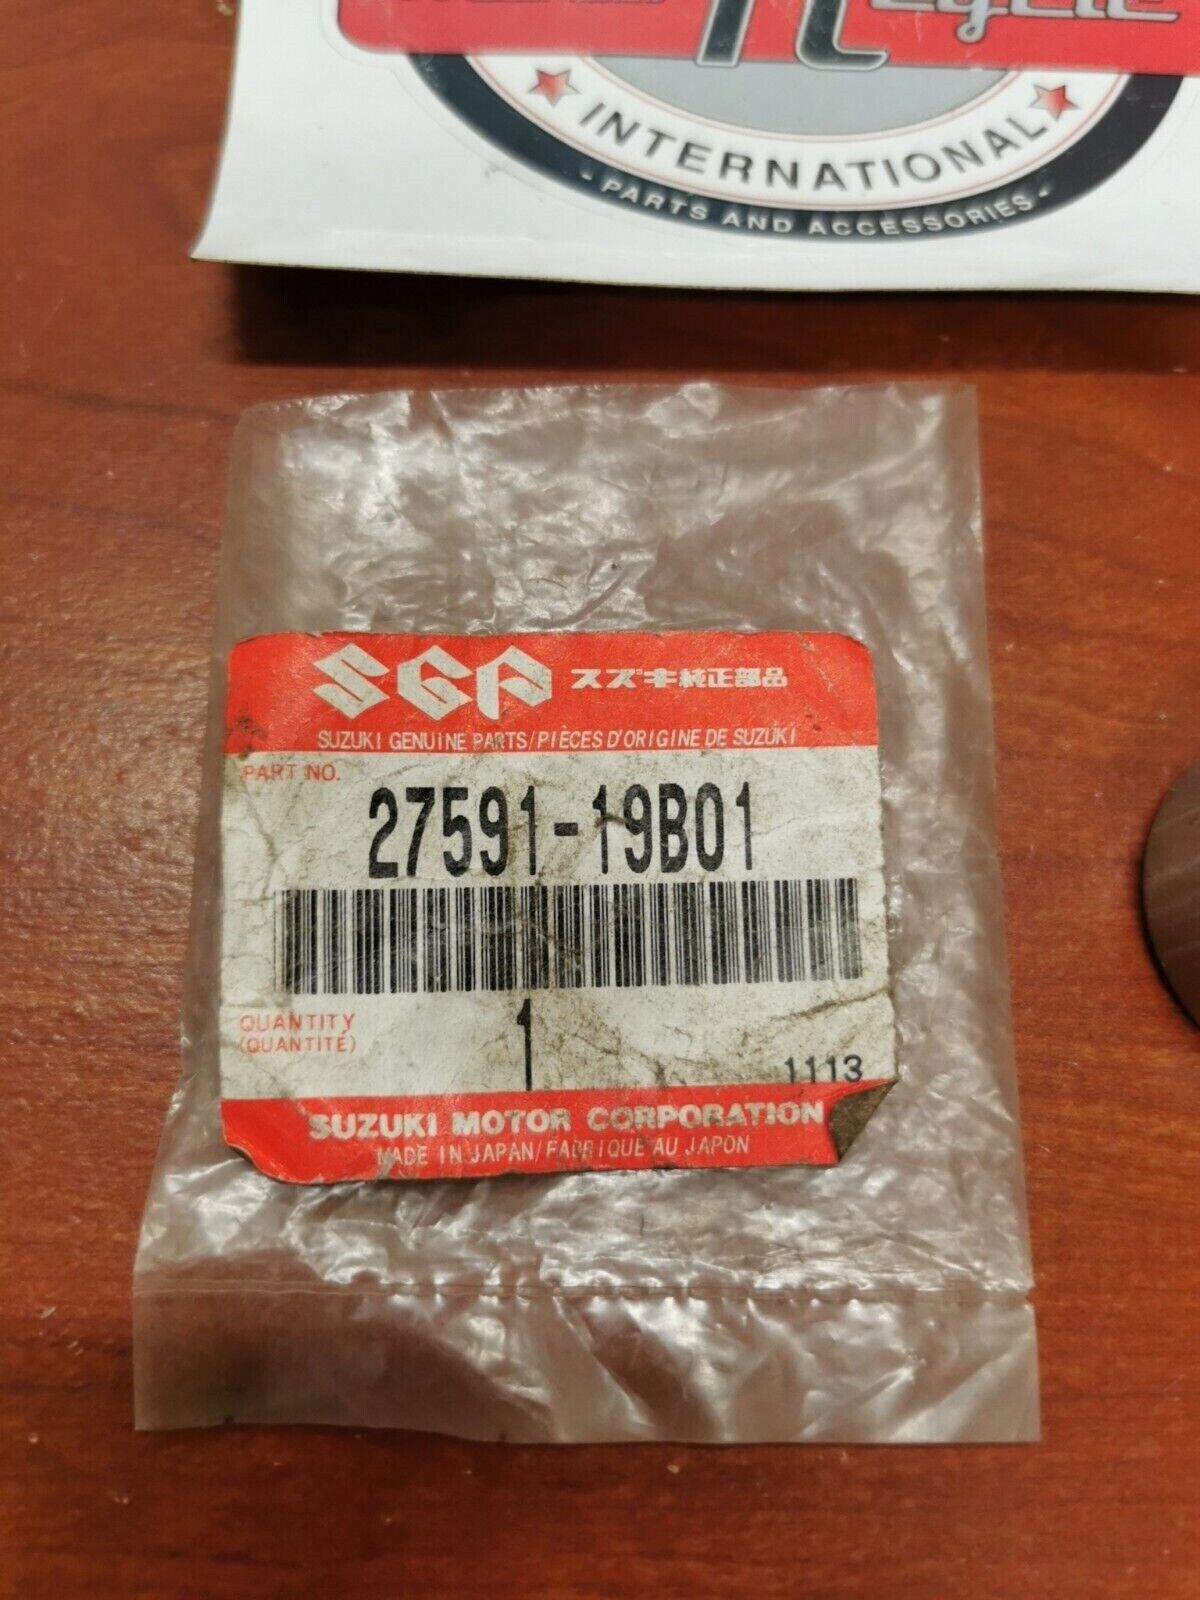 INTERNATIONAL
- PARTS AND ACCESSORIES -
SGP スズキ純正部品
SUZUKI GENUINE PARTS/PIÈCES D'ORIGINE DE SUZUKI
PART NO.
27591-19B01
QUANTITY
(QUANTITÉ)
1
1113
SUZUKI MOTOR CORPORATION
MADE IN JAPAN/FABRIQUE AU JAPON